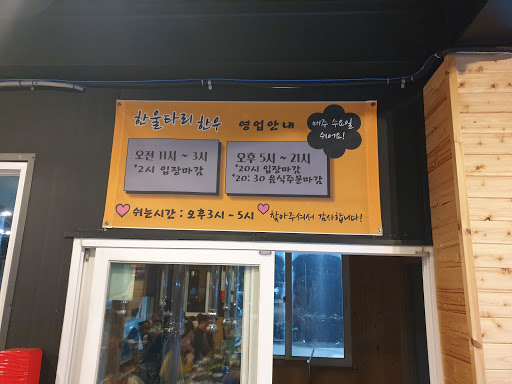 한울타리 한우 영업안내
매주 수요일
쉬어요!
오전 11시 ~ 3시
*2시 입장마감
오후 5시 ~ 21시
*20시 입장마감
*20: 30 음식주문마감
쉬는시간 : 오후3시 ~ 5시
찾아주셔서 감사합니다!